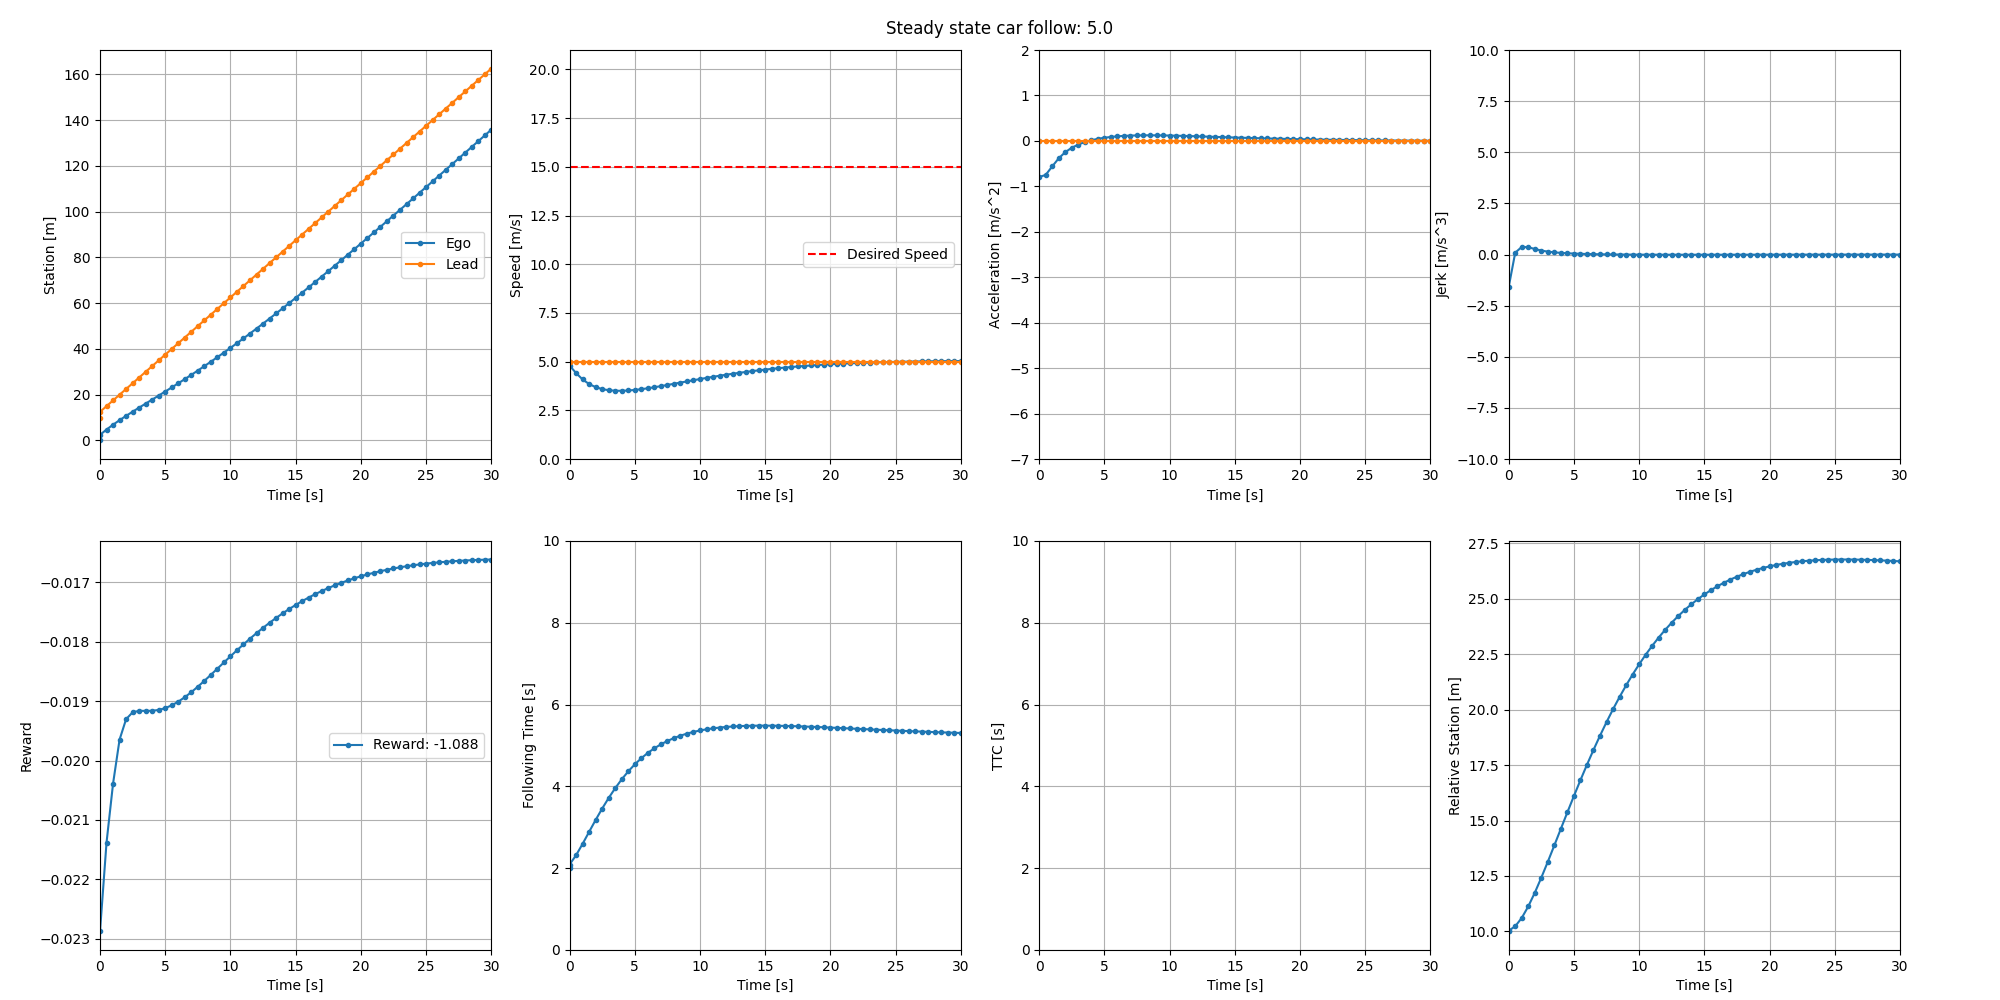 Steady state car follow: 5.0
Station [m]
160
140
120
100
80
60
40
20
0
Ego
Lead
0 5 10 15 20 25 30
Time [s]
Speed [m/s]
20.0
17.5
15.0
12.5
10.0
7.5
5.0
2.5
0.0
Desired Speed
0 5 10 15 20 25 30
Time [s]
Acceleration [m/s^2]
2
1
0
−1
−2
−3
−4
−5
−6
−7
0 5 10 15 20 25 30
Time [s]
Jerk [m/s^3]
10.0
7.5
5.0
2.5
0.0
−2.5
−5.0
−7.5
−10.0
0 5 10 15 20 25 30
Time [s]
Reward
−0.017
−0.018
−0.019
−0.020
−0.021
−0.022
−0.023
Reward: -1.088
0 5 10 15 20 25 30
Time [s]
Following Time [s]
10
8
6
4
2
0
0 5 10 15 20 25 30
Time [s]
TTC [s]
10
8
6
4
2
0
0 5 10 15 20 25 30
Time [s]
Relative Station [m]
27.5
25.0
22.5
20.0
17.5
15.0
12.5
10.0
0 5 10 15 20 25 30
Time [s]